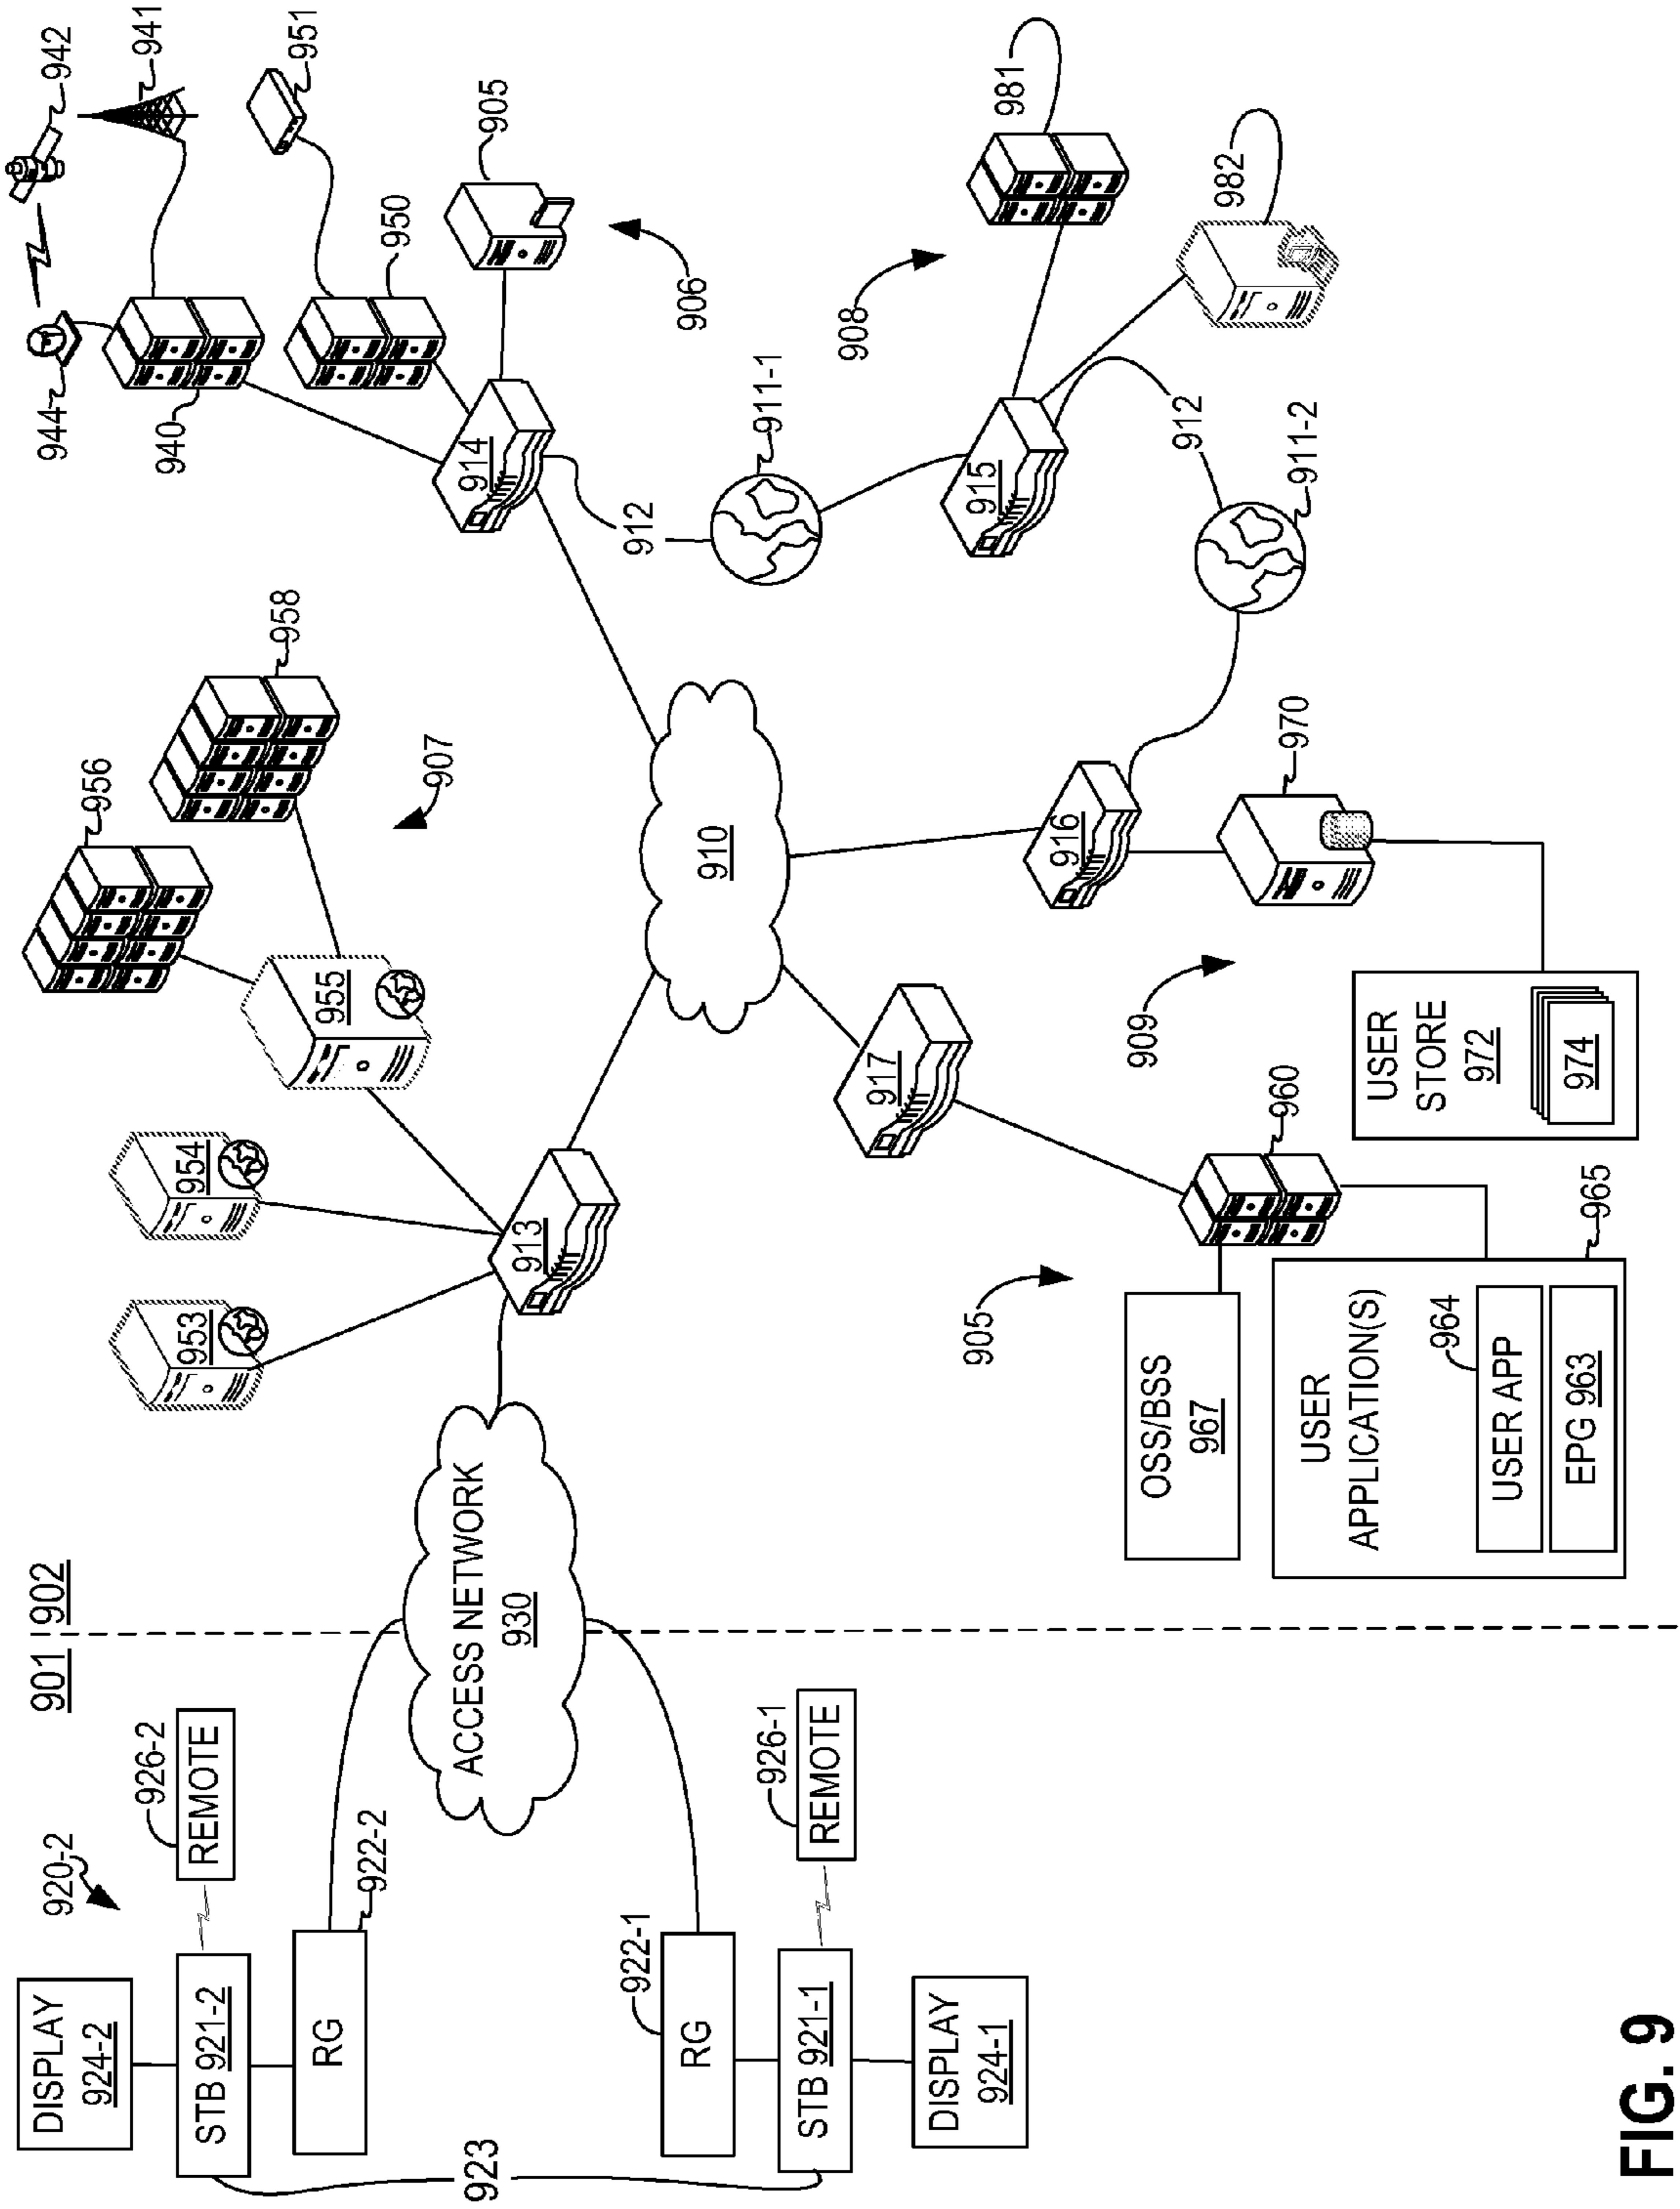 DISPLAY
924-2
920-2
926-2
STB 921-2
REMOTE
RG
922-2
923
922-1
RG
926-1
STB 921-1
REMOTE
DISPLAY
924-1
901
902
ACCESS NETWORK
930
953
954
955
956
958
907
913
910
944
942
941
940
951
950
905
906
914
912
911-1
908
981
982
915
912
911-2
916
970
909
917
905
960
OSS/BSS
967
USER
APPLICATION(S)
964
965
USER APP
EPG 963
USER
STORE
972
974
FIG. 9